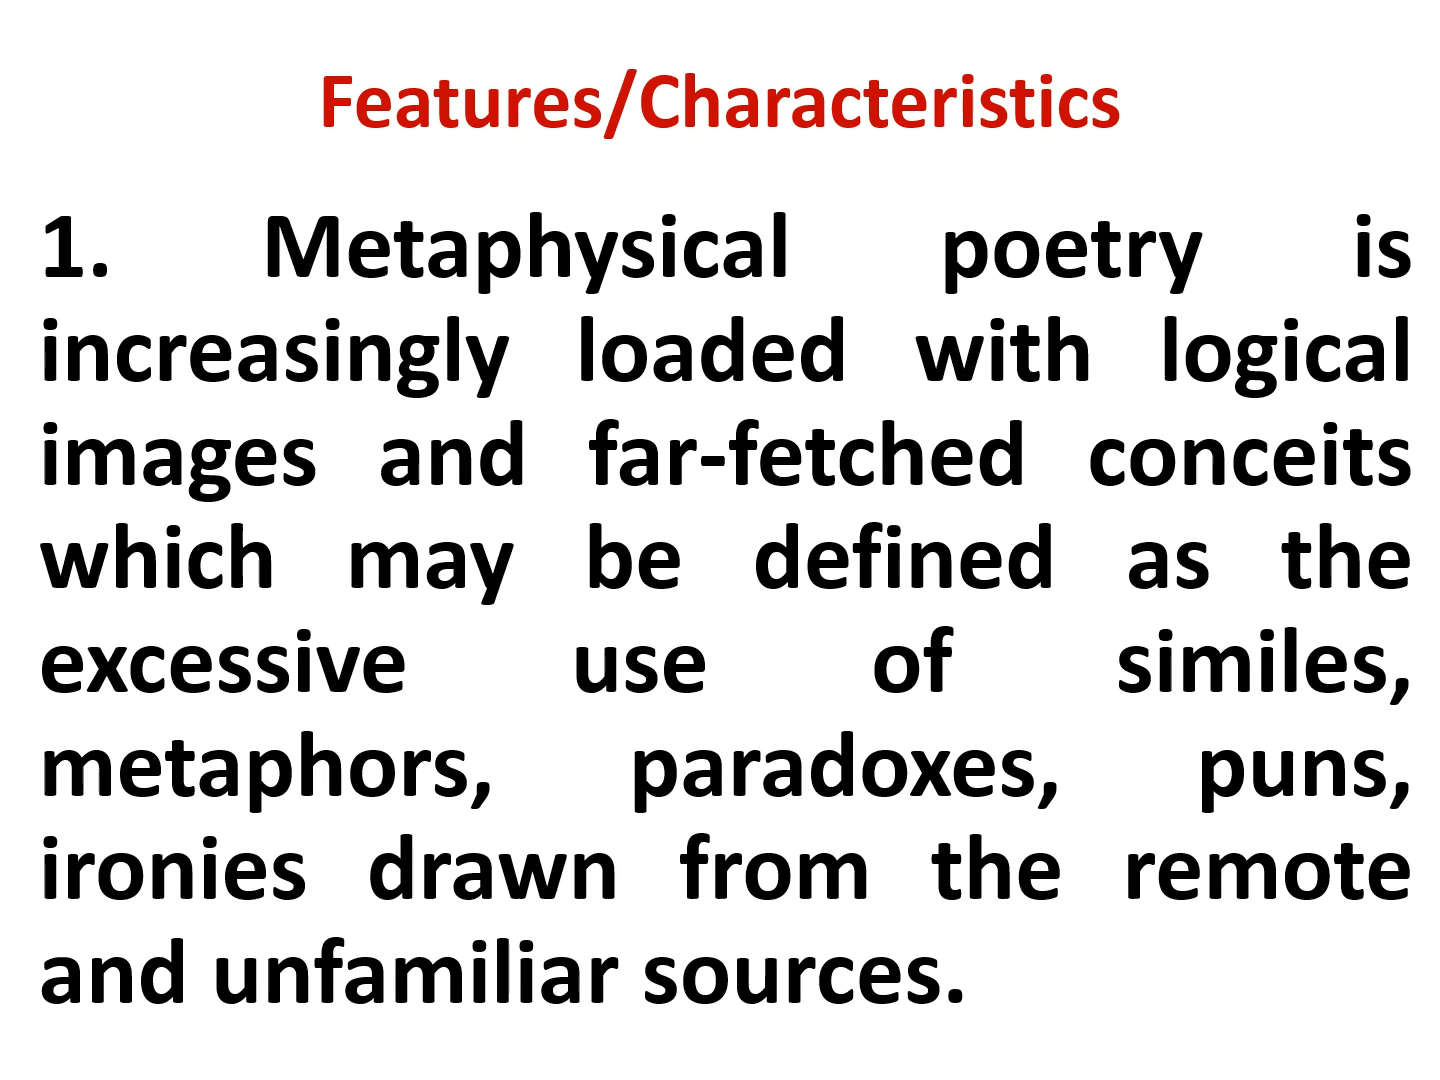 Features/Characteristics
1. Metaphysical poetry is
increasingly loaded with logical
images and far-fetched conceits
which may be defined as the
excessive use of similes,
metaphors, paradoxes, puns,
ironies drawn from the remote
and unfamiliar sources.